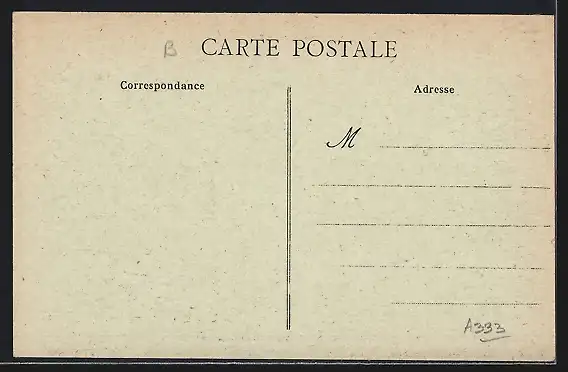 B CARTE POSTALE
Correspondance
Adresse
M
A333